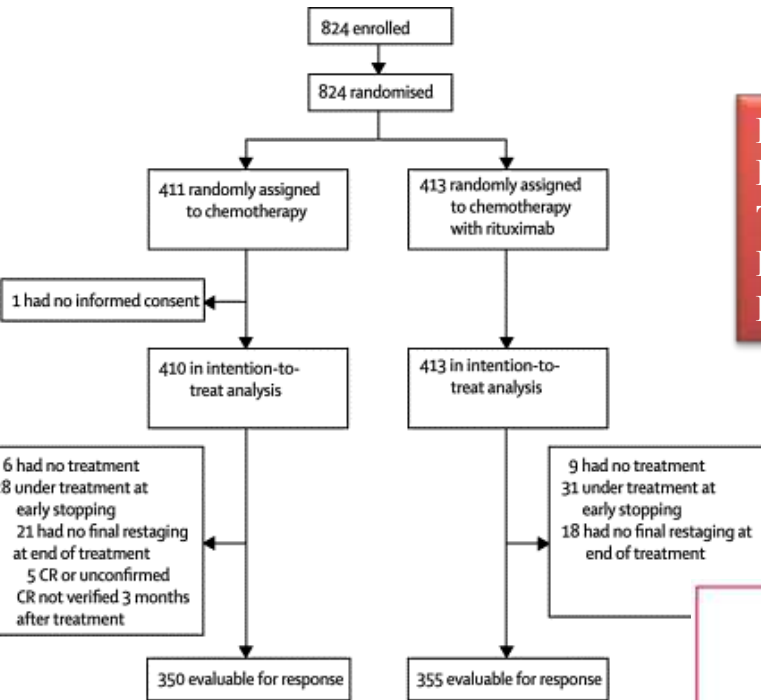 824 enrolled
824 randomised
411 randomly assigned
to chemotherapy
413 randomly assigned
to chemotherapy
with rituximab
1 had no informed consent
410 in intention-to-
treat analysis
413 in intention-to-
treat analysis
6 had no treatment
8 under treatment at
early stopping
21 had no final restaging
at end of treatment
5 CR or unconfirmed
CR not verified 3 months
after treatment
9 had no treatment
31 under treatment at
early stopping
18 had no final restaging at
end of treatment
350 evaluable for response
355 evaluable for response